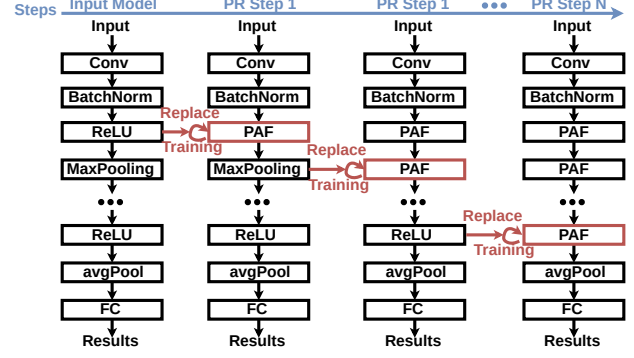 Steps Input Model PR Step 1 PR Step 1 ••• PR Step N
Input Input Input Input
Conv Conv Conv Conv
BatchNorm BatchNorm BatchNorm BatchNorm
Replace
ReLU PAF PAF PAF
Training Replace
MaxPooling MaxPooling PAF PAF
Training
••• ••• ••• •••
Replace
ReLU ReLU ReLU PAF
Training
avgPool avgPool avgPool avgPool
FC FC FC FC
Results Results Results Results